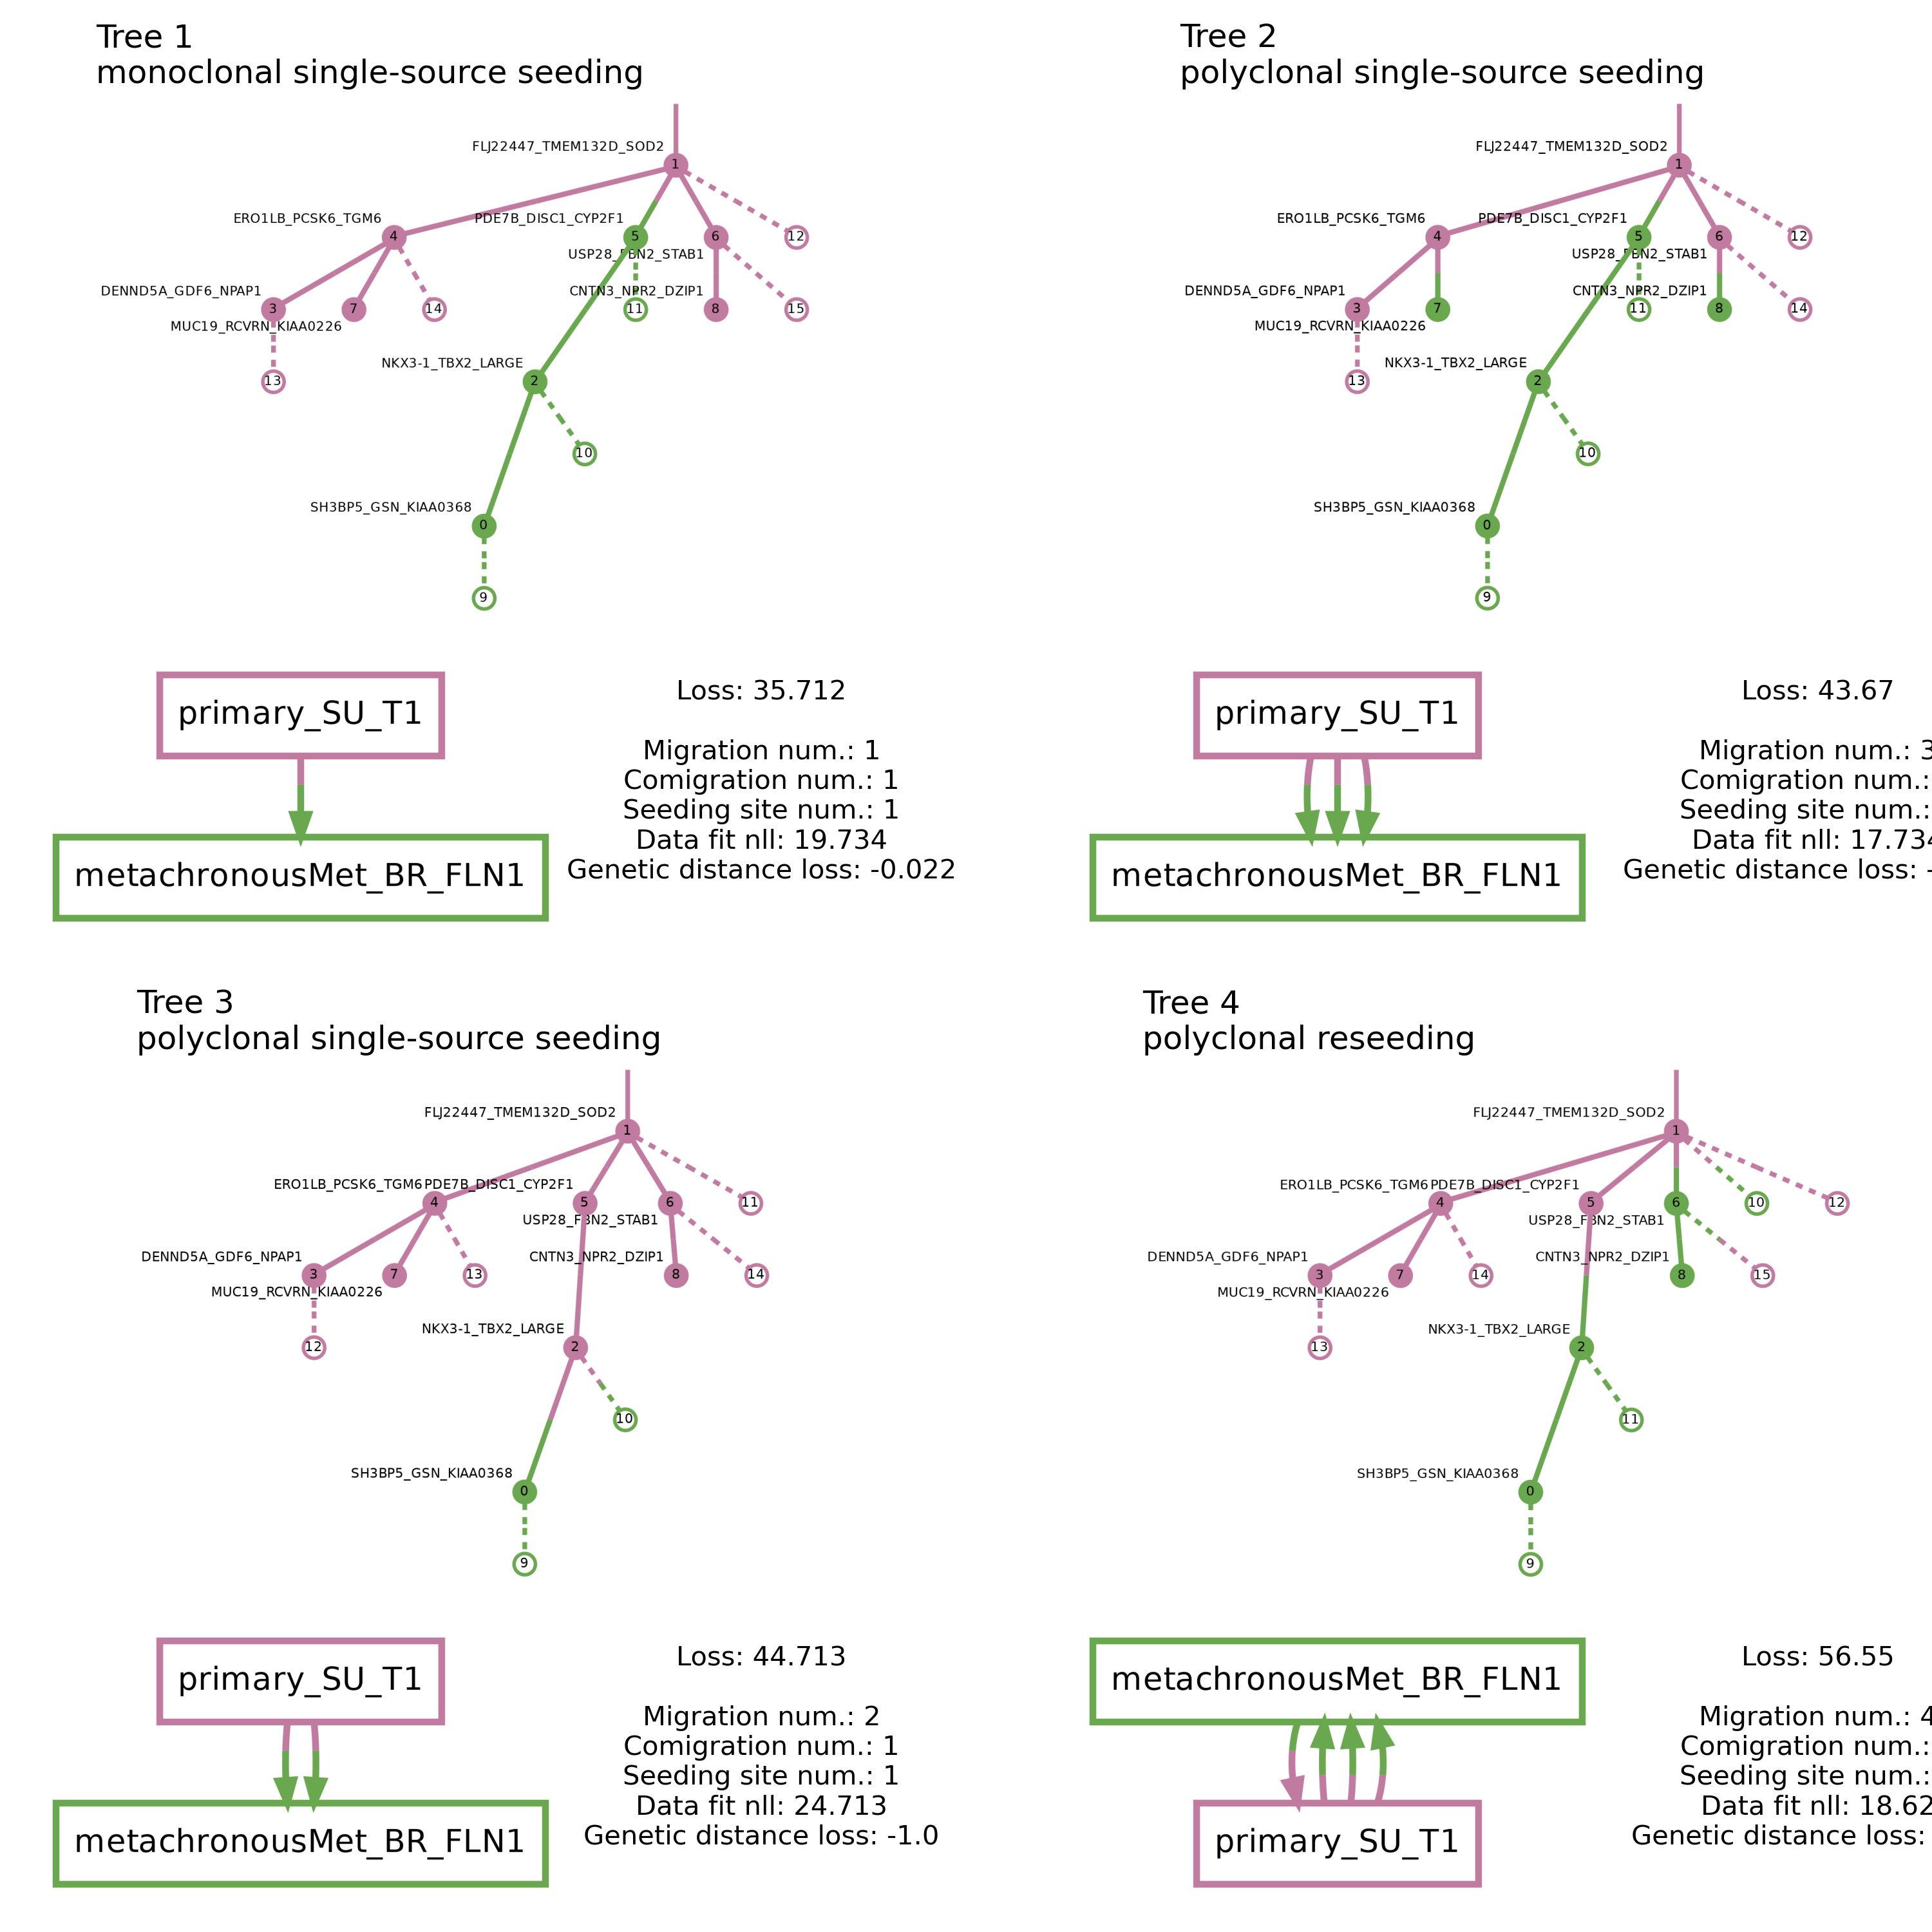 Tree 1
monoclonal single-source seeding
FLJ22447_TMEM132D_SOD2
1
ERO1LB_PCSK6_TGM6
PDE7B_DISC1_CYP2F1
4
5
6
12
USP28_FBN2_STAB1
DENND5A_GDF6_NPAP1
CNTN3_NPR2_DZIP1
3
7
14
11
8
15
MUC19_RCVRN_KIAA0226
NKX3-1_TBX2_LARGE
13
2
10
SH3BP5_GSN_KIAA0368
0
9
primary_SU_T1
metachronousMet_BR_FLN1
Loss: 35.712
Migration num.: 1
Comigration num.: 1
Seeding site num.: 1
Data fit nll: 19.734
Genetic distance loss: -0.022
Tree 2
polyclonal single-source seeding
FLJ22447_TMEM132D_SOD2
1
ERO1LB_PCSK6_TGM6
PDE7B_DISC1_CYP2F1
4
5
6
12
USP28_FBN2_STAB1
DENND5A_GDF6_NPAP1
CNTN3_NPR2_DZIP1
3
7
11
8
14
MUC19_RCVRN_KIAA0226
NKX3-1_TBX2_LARGE
13
2
10
SH3BP5_GSN_KIAA0368
0
9
primary_SU_T1
metachronousMet_BR_FLN1
Loss: 43.67
Migration num.: 3
Comigration num.:
Seeding site num.:
Data fit nll: 17.734
Genetic distance loss: -
Tree 3
polyclonal single-source seeding
FLJ22447_TMEM132D_SOD2
1
ERO1LB_PCSK6_TGM6
PDE7B_DISC1_CYP2F1
4
5
6
11
USP28_FBN2_STAB1
DENND5A_GDF6_NPAP1
CNTN3_NPR2_DZIP1
3
7
13
8
14
MUC19_RCVRN_KIAA0226
NKX3-1_TBX2_LARGE
12
2
10
SH3BP5_GSN_KIAA0368
0
9
primary_SU_T1
metachronousMet_BR_FLN1
Loss: 44.713
Migration num.: 2
Comigration num.: 1
Seeding site num.: 1
Data fit nll: 24.713
Genetic distance loss: -1.0
Tree 4
polyclonal reseeding
FLJ22447_TMEM132D_SOD2
1
ERO1LB_PCSK6_TGM6
PDE7B_DISC1_CYP2F1
4
5
6
10
12
USP28_FBN2_STAB1
DENND5A_GDF6_NPAP1
CNTN3_NPR2_DZIP1
3
7
14
8
15
MUC19_RCVRN_KIAA0226
NKX3-1_TBX2_LARGE
13
2
11
SH3BP5_GSN_KIAA0368
0
9
metachronousMet_BR_FLN1
primary_SU_T1
Loss: 56.55
Migration num.: 4
Comigration num.:
Seeding site num.:
Data fit nll: 18.62
Genetic distance loss: